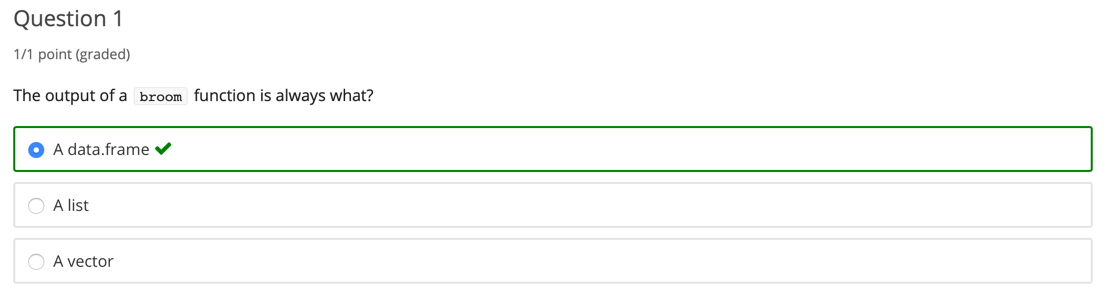 Question 1
1/1 point (graded)
The output of a broom function is always what?
A data.frame
A list
A vector